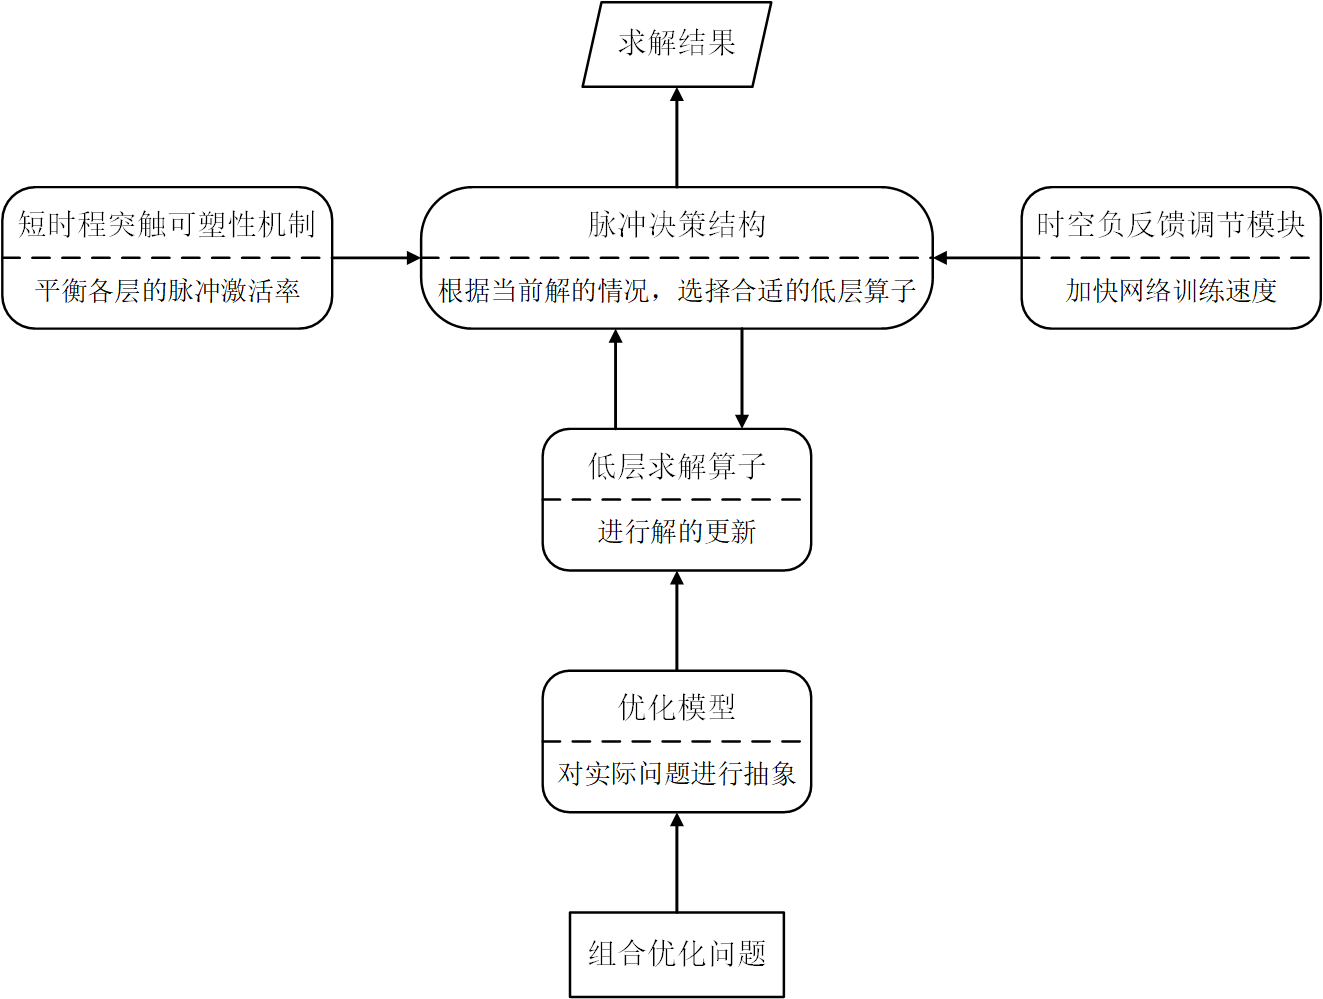 求解结果
短时程突触可塑性机制
平衡各层的脉冲激活率
脉冲决策结构
根据当前解的情况，选择合适的低层算子
时空负反馈调节模块
加快网络训练速度
低层求解算子
进行解的更新
优化模型
对实际问题进行抽象
组合优化问题